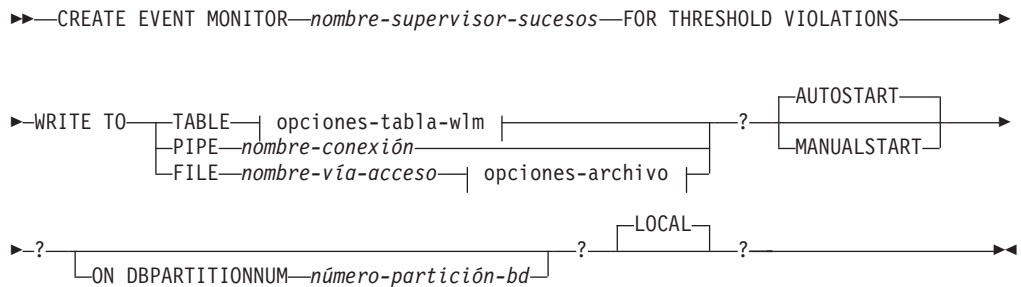 CREATE EVENT MONITOR nombre-supervisor-sucesos FOR THRESHOLD VIOLATIONS
AUTOSTART
WRITE TO TABLE opciones-tabla-wlm ?
PIPE nombre-conexión MANUALSTART
FILE nombre-vía-acceso opciones-archivo
LOCAL
? ? ?
ON DBPARTITIONNUM número-partición-bd